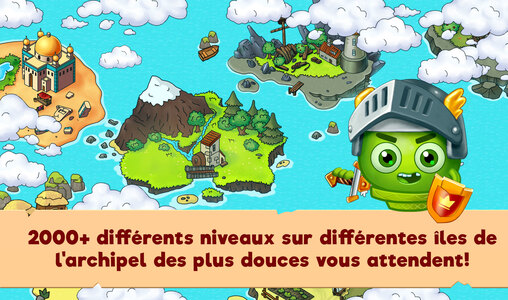 2000+ différents niveaux sur différentes îles de
l'archipel des plus douces vous attendent!